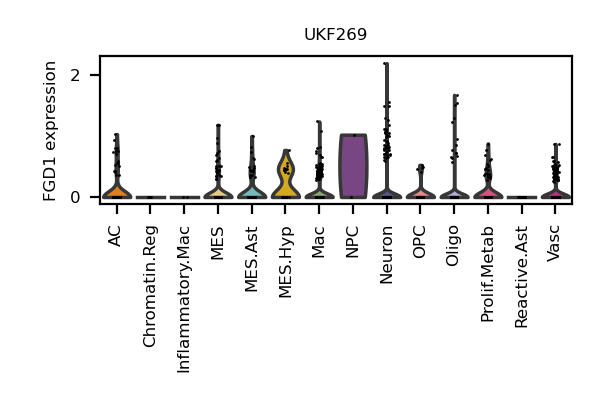 UKF269
FGD1 expression
2
0
AC
Chromatin.Reg
Inflammatory.Mac
MES
MES.Ast
MES.Hyp
Mac
NPC
Neuron
OPC
Oligo
Prolif.Metab
Reactive.Ast
Vasc